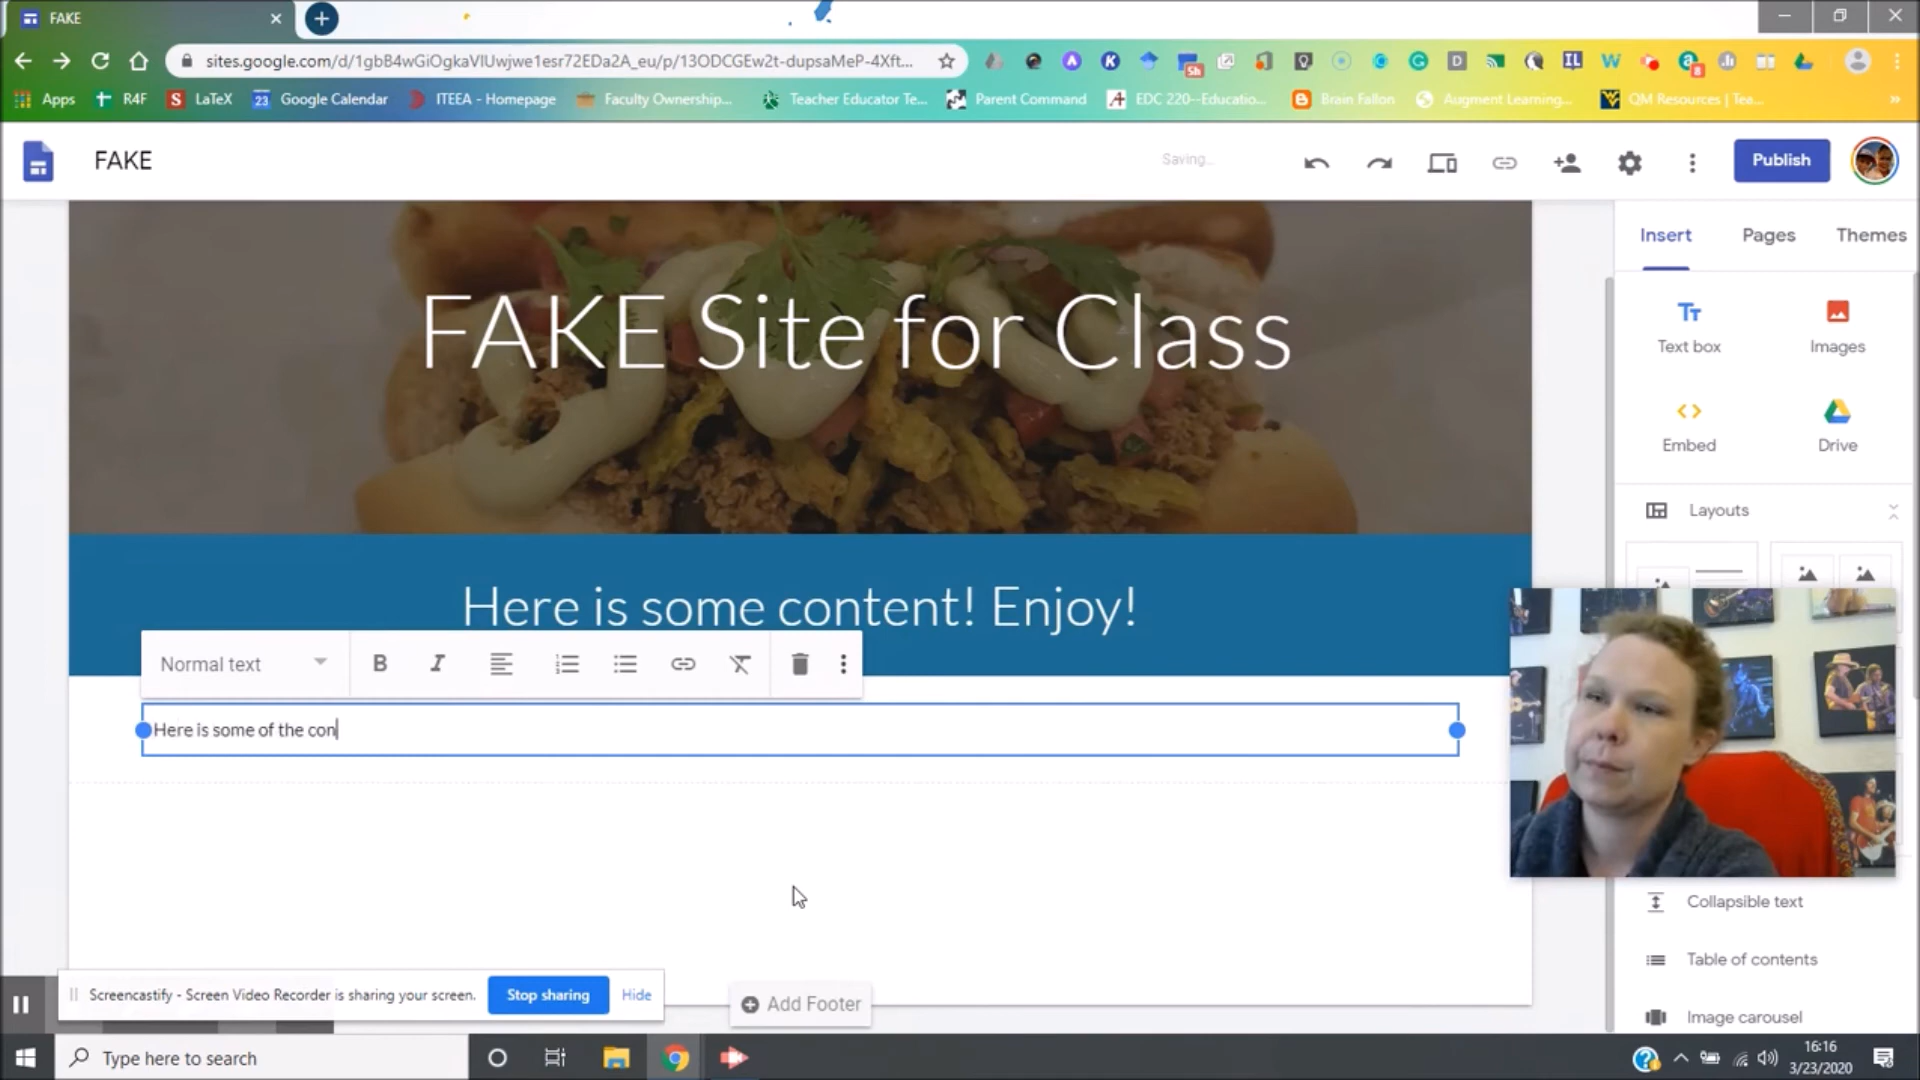 FAKE
sites.google.com/d/1gbB4wGiOgkaVlUwjwe1esr72EDa2A_eu/p/13ODCGEw2t-dupsaMeP-4Xft...
Apps R4F LaTeX 23 Google Calendar ITEEA - Homepage Faculty Ownership... Teacher Educator Te... Parent Command EDC 220--Educatio... Brain Fallon Augment Learning... QM Resources | Tea...
FAKE
Saving...
Publish
Insert Pages Themes
FAKE Site for Class
Text box Images
Embed Drive
Layouts
Here is some content! Enjoy!
Normal text
Here is some of the con
Collapsible text
Table of contents
Image carousel
Screencastify - Screen Video Recorder is sharing your screen. Stop sharing Hide
Add Footer
Type here to search
16:16
3/23/2020